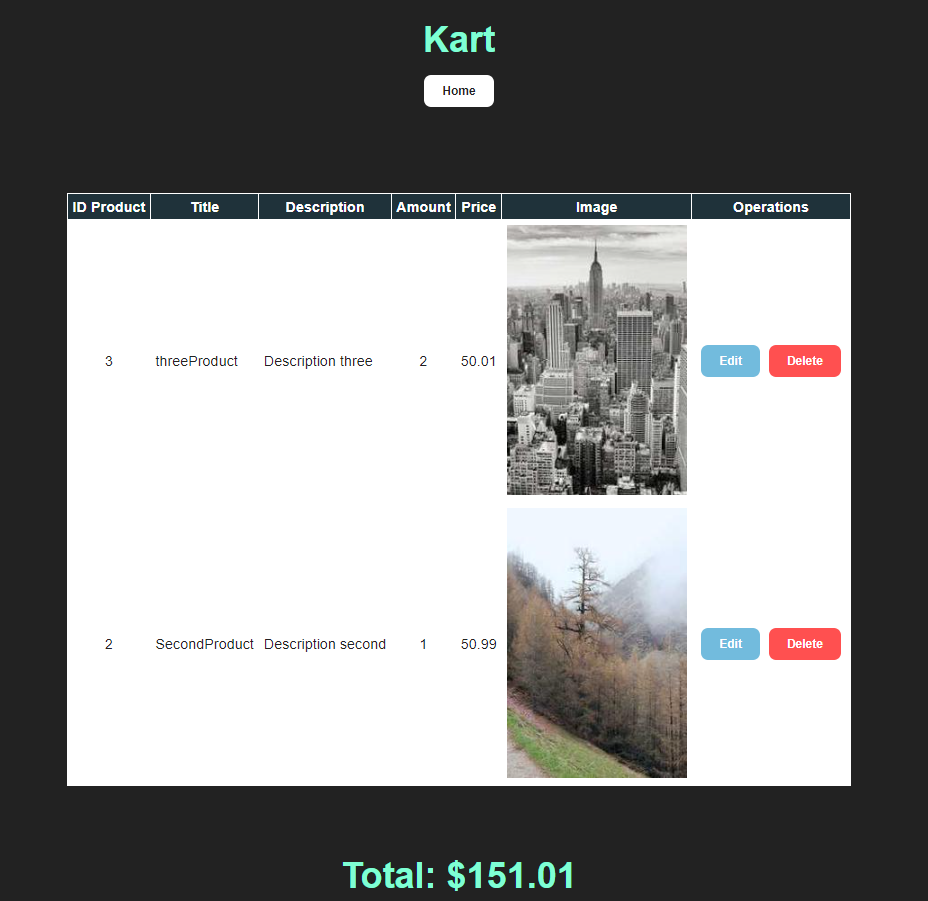 Kart
Home
ID Product Title Description Amount Price Image Operations
3 threeProduct Description three 2 50.01 Edit Delete
2 SecondProduct Description second 1 50.99 Edit Delete
Total: $151.01